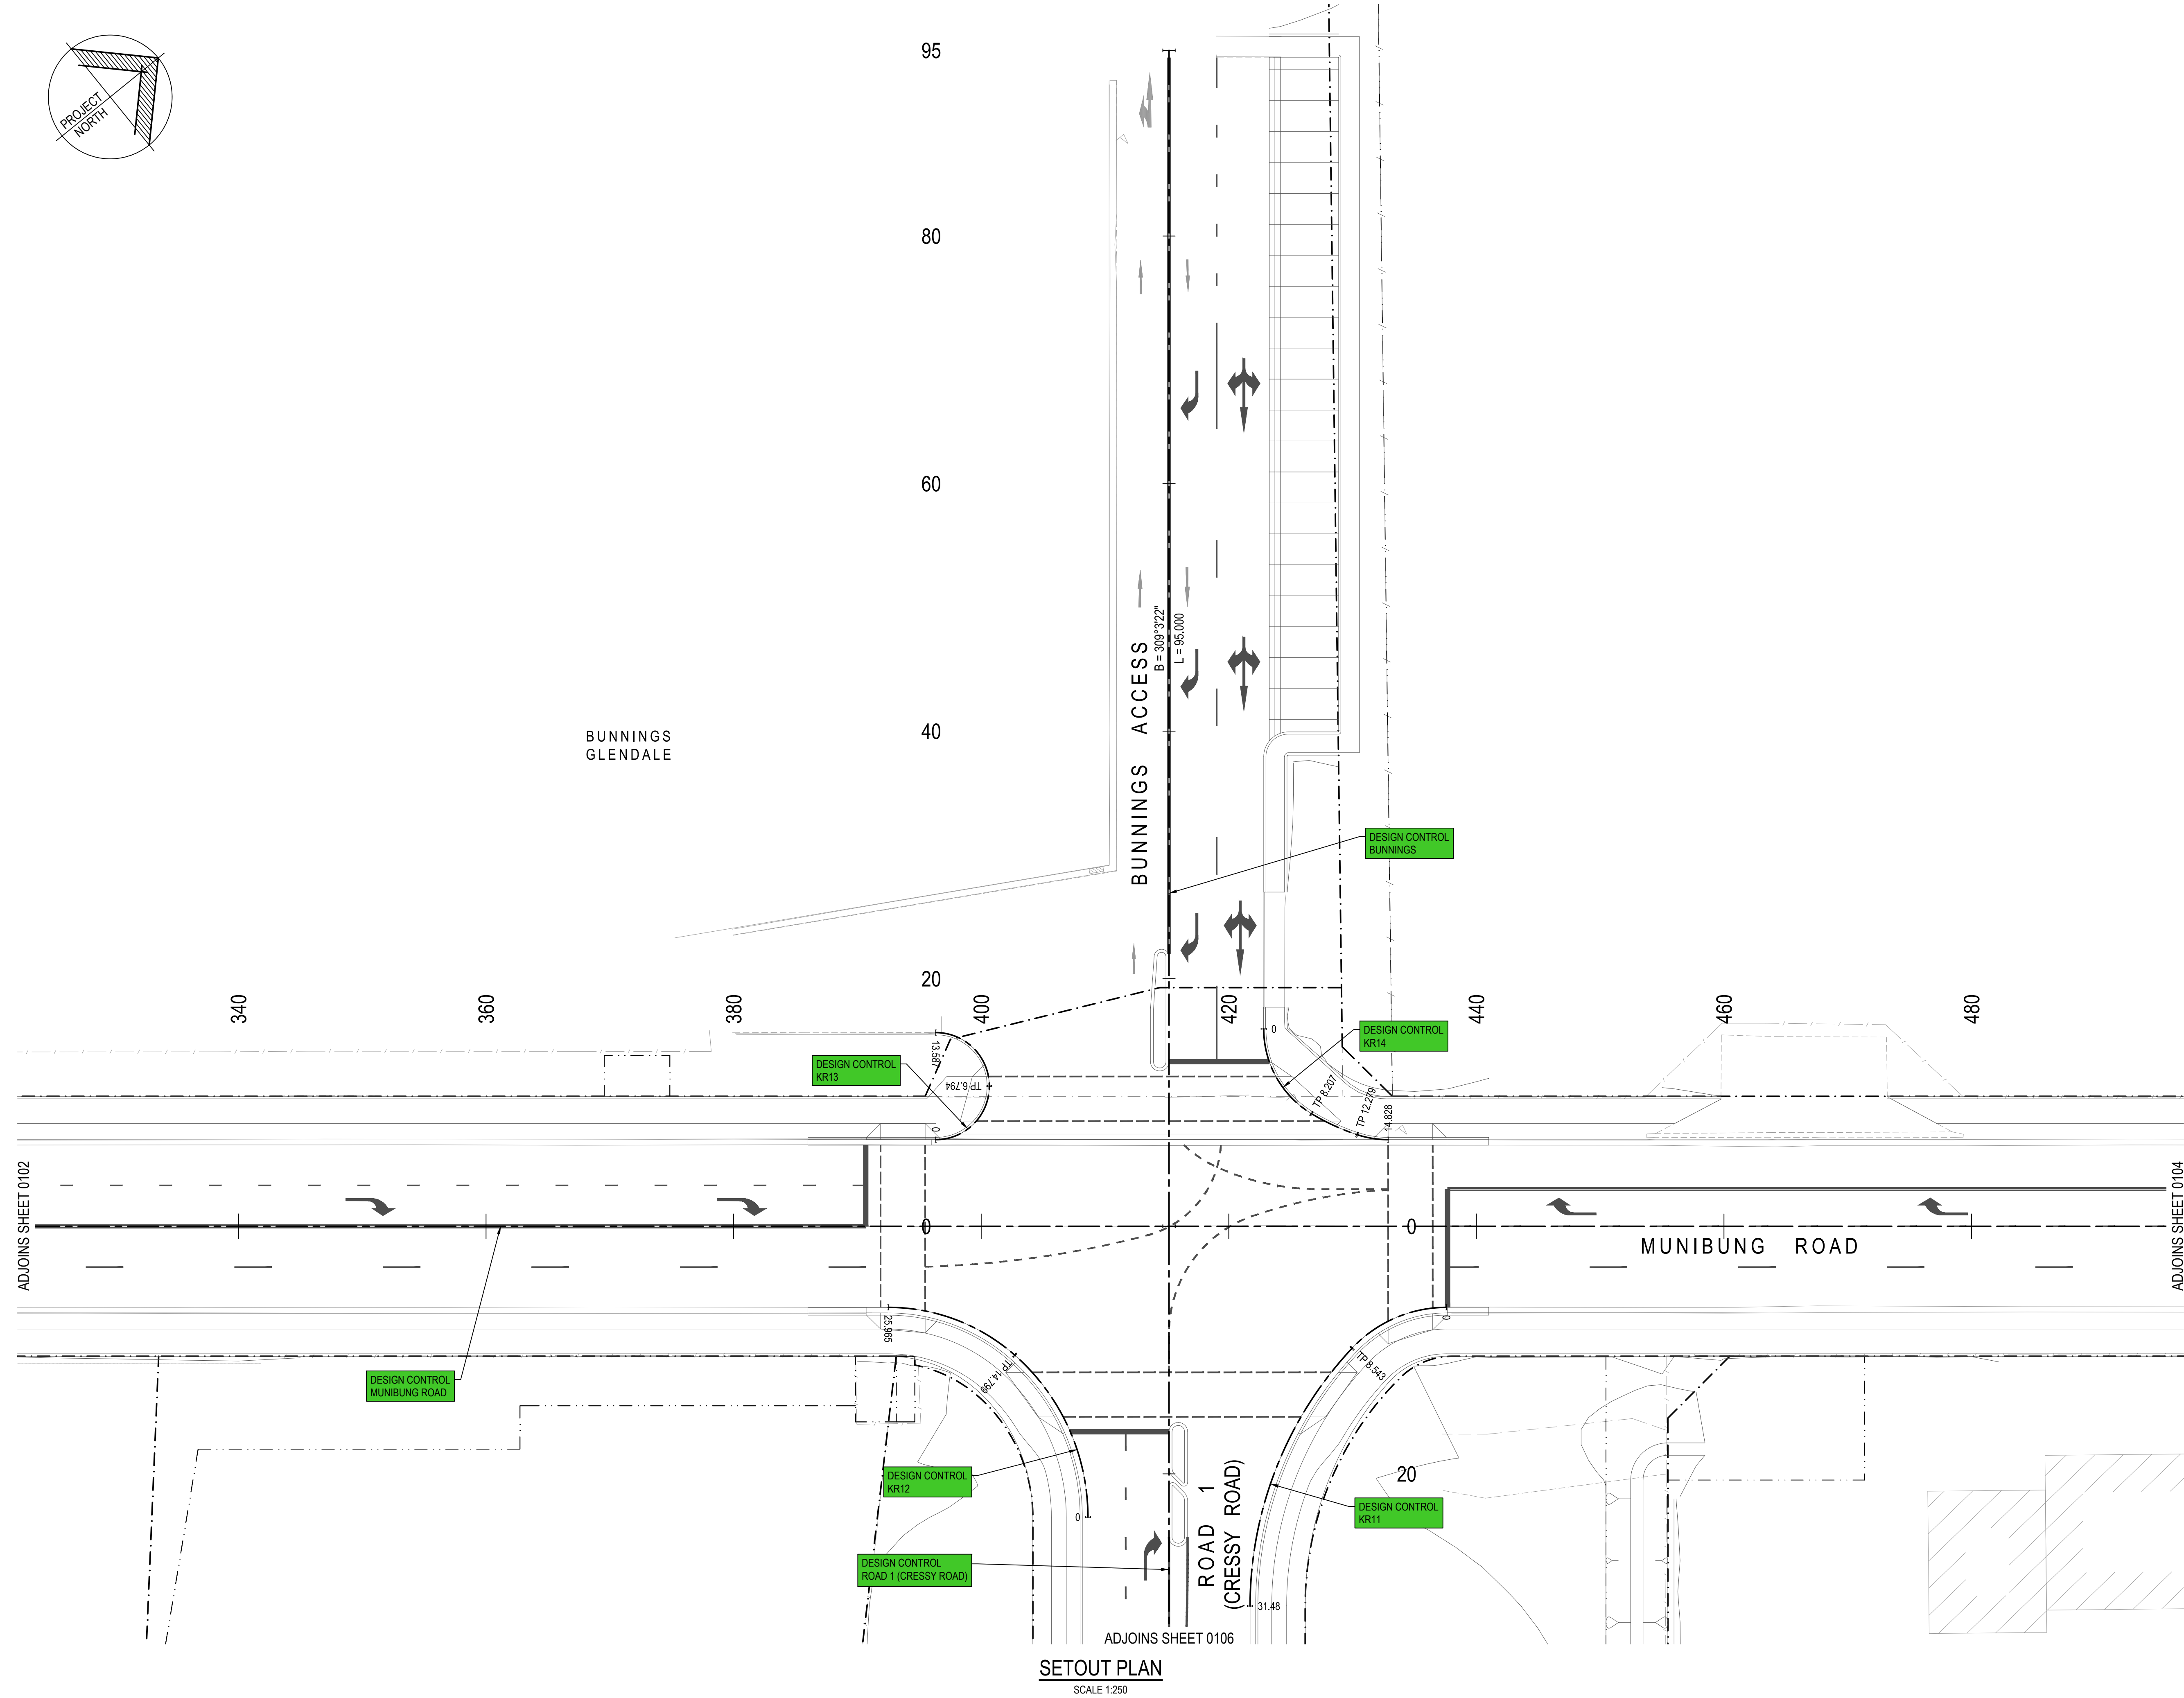 PROJECT
NORTH
95
80
60
40
20
B = 309°3'22"
L = 95.000
BUNNINGS ACCESS
BUNNINGS
GLENDALE
DESIGN CONTROL
BUNNINGS
340
360
380
400
420
440
460
480
0
DESIGN CONTROL
KR14
13.587
TP 6.794
0
DESIGN CONTROL
KR13
TP 8.207
TP 12.279
14.828
ADJOINS SHEET 0102
ADJOINS SHEET 0104
0
0
MUNIBUNG ROAD
25.965
TP 14.799
0
TP 8.543
0
DESIGN CONTROL
MUNIBUNG ROAD
DESIGN CONTROL
KR12
20
DESIGN CONTROL
KR11
ROAD 1
(CRESSY ROAD)
DESIGN CONTROL
ROAD 1 (CRESSY ROAD)
31.48
ADJOINS SHEET 0106
SETOUT PLAN
SCALE 1:250